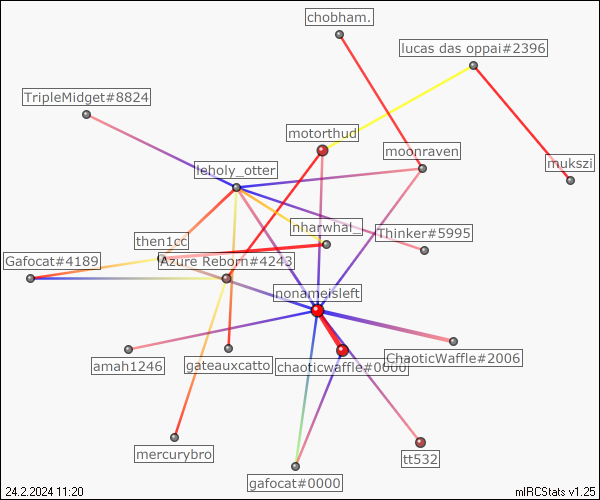 chobham.
lucas das oppai#2396
TripleMidget#8824
motorthud
moonraven
mukszi
leholy_otter
nharwhal_
Thinker#5995
then1cc
Gafocat#4189
Azure Reborn#4243
nonameisleft
ChaoticWaffle#2006
amah1246
gateauxcatto
chaoticwaffle#0000
mercurybro
tt532
gafocat#0000
24.2.2024 11:20
mIRCStats v1.25